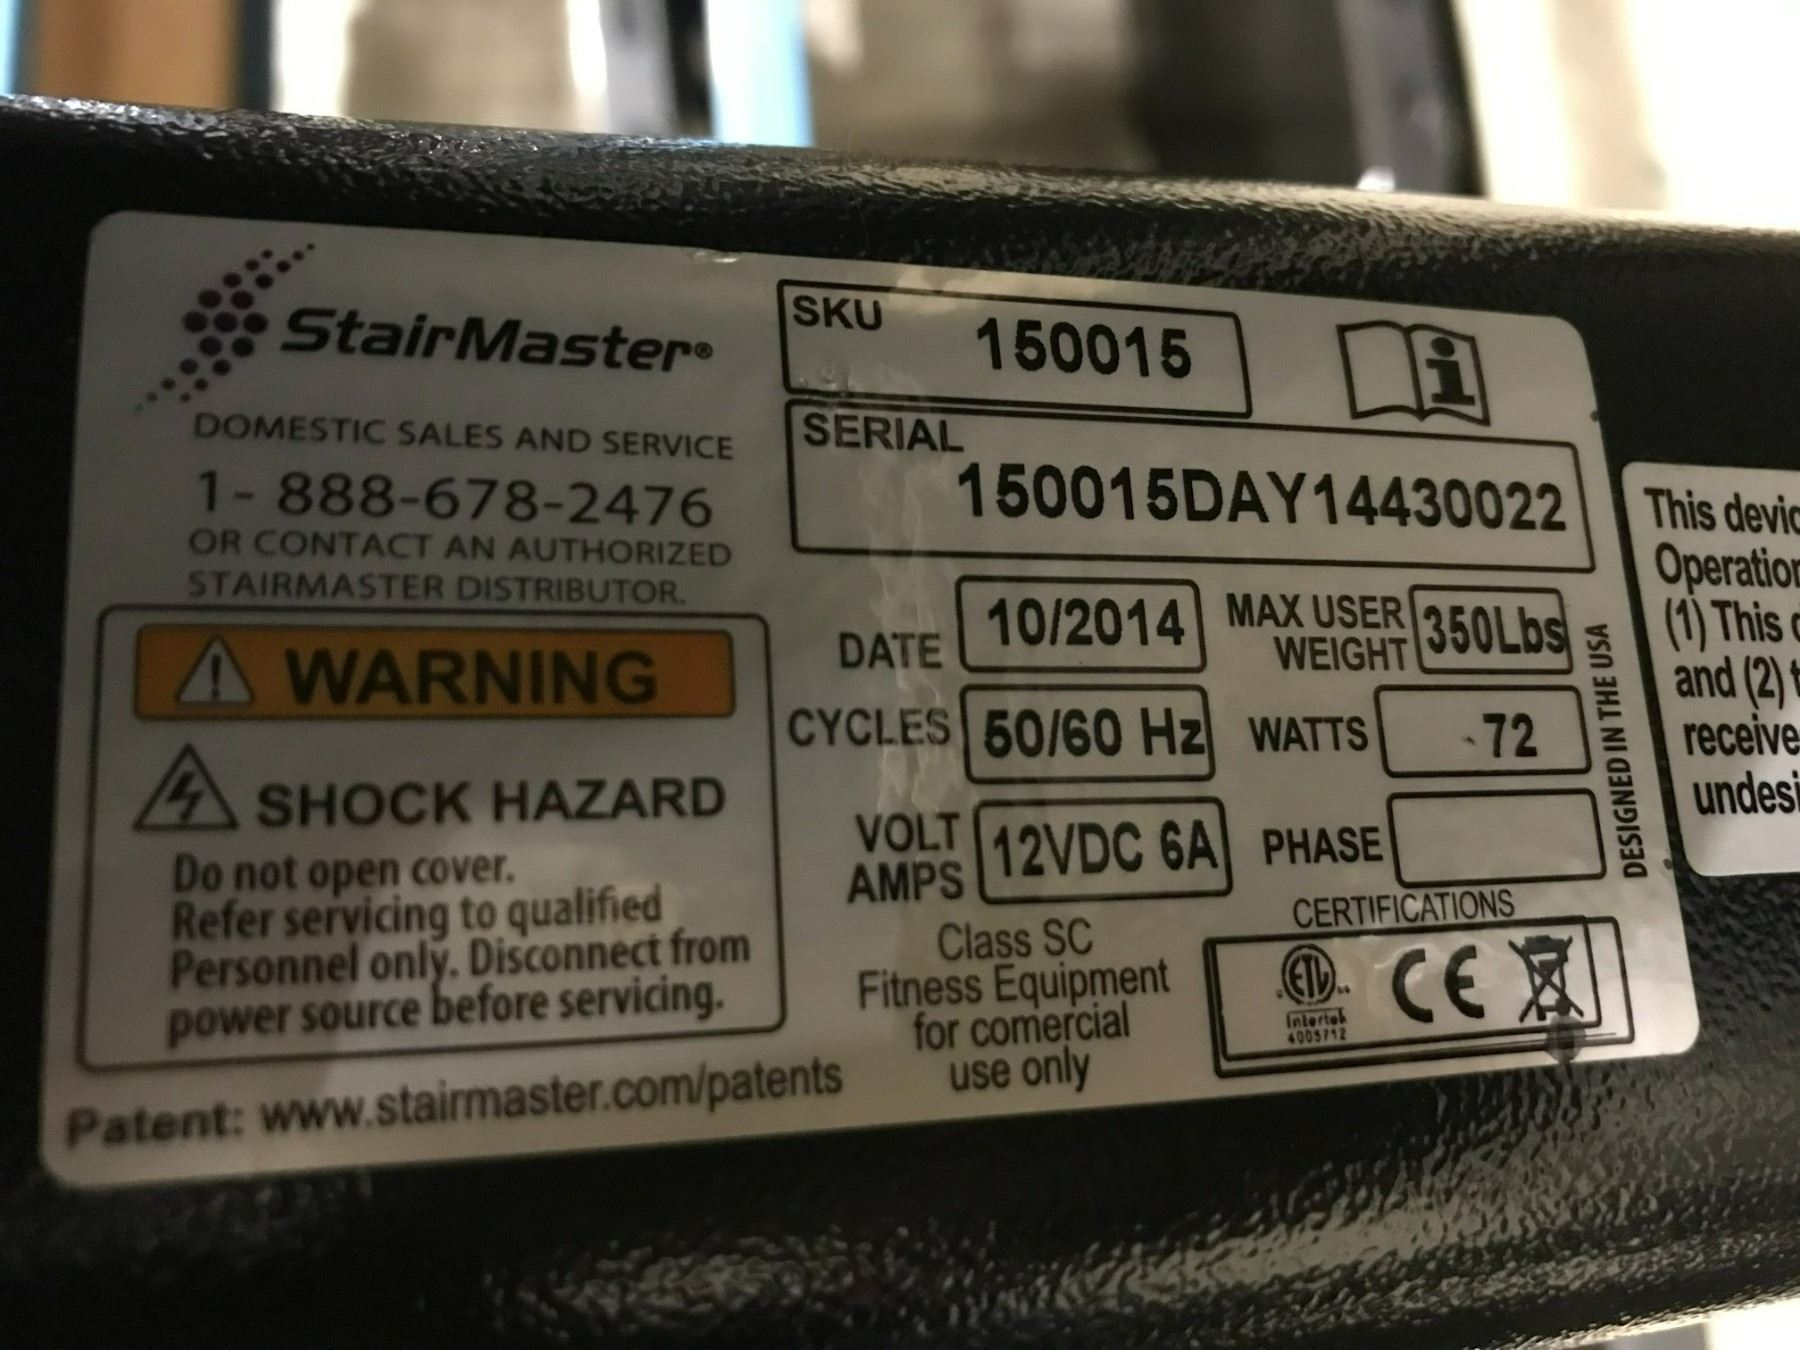 StairMaster®
DOMESTIC SALES AND SERVICE
1- 888-678-2476
OR CONTACT AN AUTHORIZED
STAIRMASTER DISTRIBUTOR.
WARNING
SHOCK HAZARD
Do not open cover.
Refer servicing to qualified
Personnel only. Disconnect from
power source before servicing.
Patent: www.stairmaster.com/patents
SKU 150015
SERIAL
150015DAY14430022
DATE 10/2014
MAX USER WEIGHT 350Lbs
CYCLES 50/60 Hz
WATTS 72
VOLT AMPS 12VDC 6A
PHASE
Class SC
Fitness Equipment
for comercial
use only
CERTIFICATIONS
ETL
Intertek
4005712
CE
DESIGNED IN THE USA
This devic
Operation
(1) This
and (2) t
receive
undesi